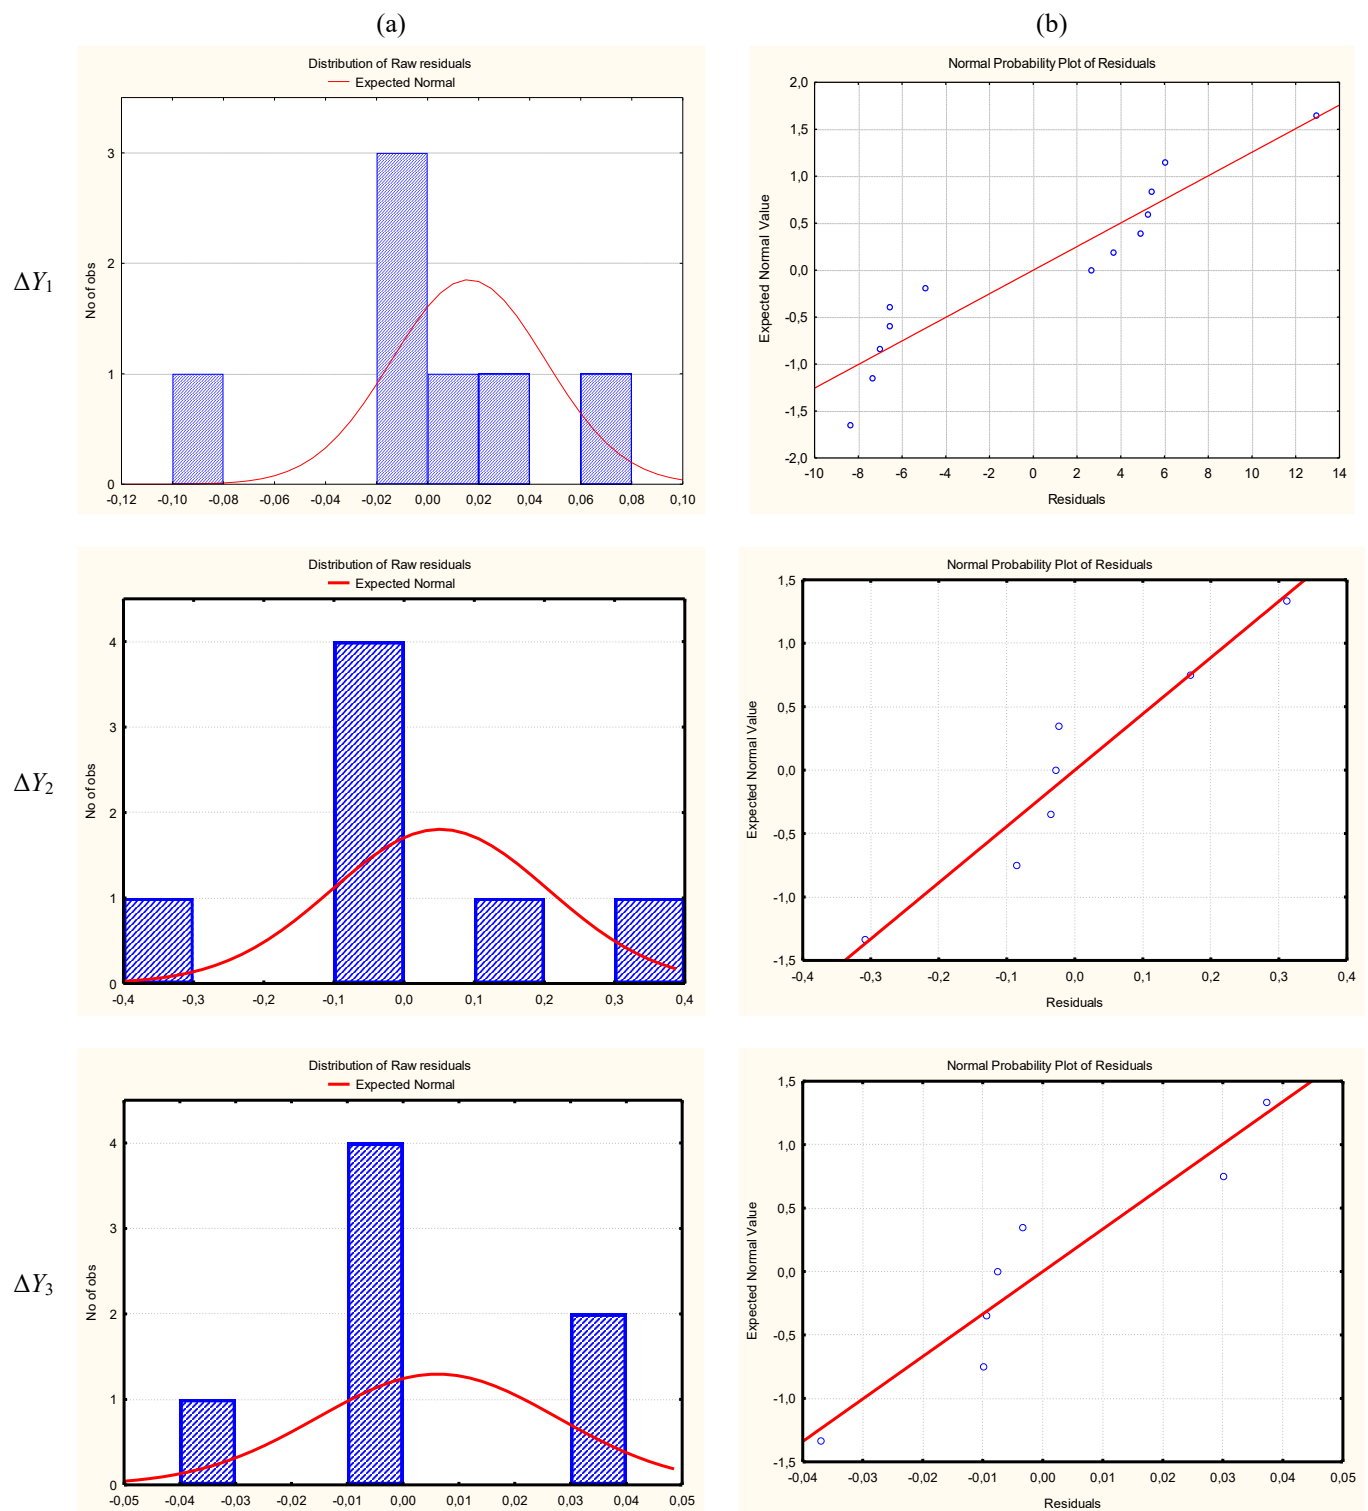 (a)
(b)
Distribution of Raw residuals
Expected Normal
No of obs
3
2
1
0
-0,12 -0,10 -0,08 -0,06 -0,04 -0,02 0,00 0,02 0,04 0,06 0,08 0,10
ΔY1
Normal Probability Plot of Residuals
Expected Normal Value
2,0
1,5
1,0
0,5
0,0
-0,5
-1,0
-1,5
-2,0
-10 -8 -6 -4 -2 0 2 4 6 8 10 12 14
Residuals
Distribution of Raw residuals
Expected Normal
No of obs
4
3
2
1
0
-0,4 -0,3 -0,2 -0,1 0,0 0,1 0,2 0,3 0,4
ΔY2
Normal Probability Plot of Residuals
Expected Normal Value
1,5
1,0
0,5
0,0
-0,5
-1,0
-1,5
-0,4 -0,3 -0,2 -0,1 0,0 0,1 0,2 0,3 0,4
Residuals
Distribution of Raw residuals
Expected Normal
No of obs
4
3
2
1
0
-0,05 -0,04 -0,03 -0,02 -0,01 0,00 0,01 0,02 0,03 0,04 0,05
ΔY3
Normal Probability Plot of Residuals
Expected Normal Value
1,5
1,0
0,5
0,0
-0,5
-1,0
-1,5
-0,04 -0,03 -0,02 -0,01 0,00 0,01 0,02 0,03 0,04 0,05
Residuals